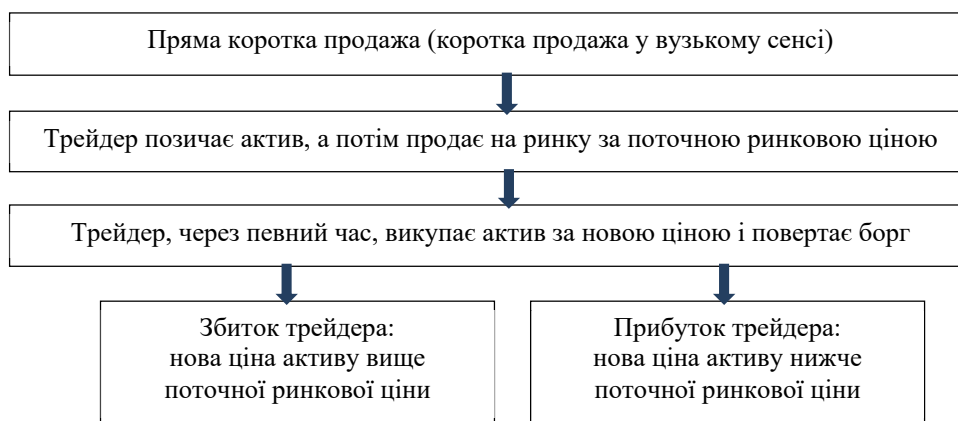 Пряма коротка продажа (коротка продажа у вузькому сенсі)
Трейдер позичає актив, а потім продає на ринку за поточною ринковою ціною
Трейдер, через певний час, викупає актив за новою ціною і повертає борг
Збиток трейдера:
нова ціна активу вище
поточної ринкової ціни
Прибуток трейдера:
нова ціна активу нижче
поточної ринкової ціни